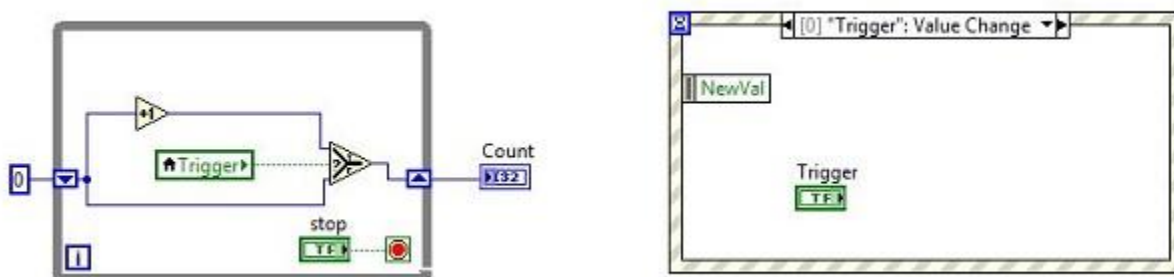 [0] "Trigger": Value Change
NewVal
+1
Trigger
?
0
Count
I32
stop
TF
i
Trigger
TF